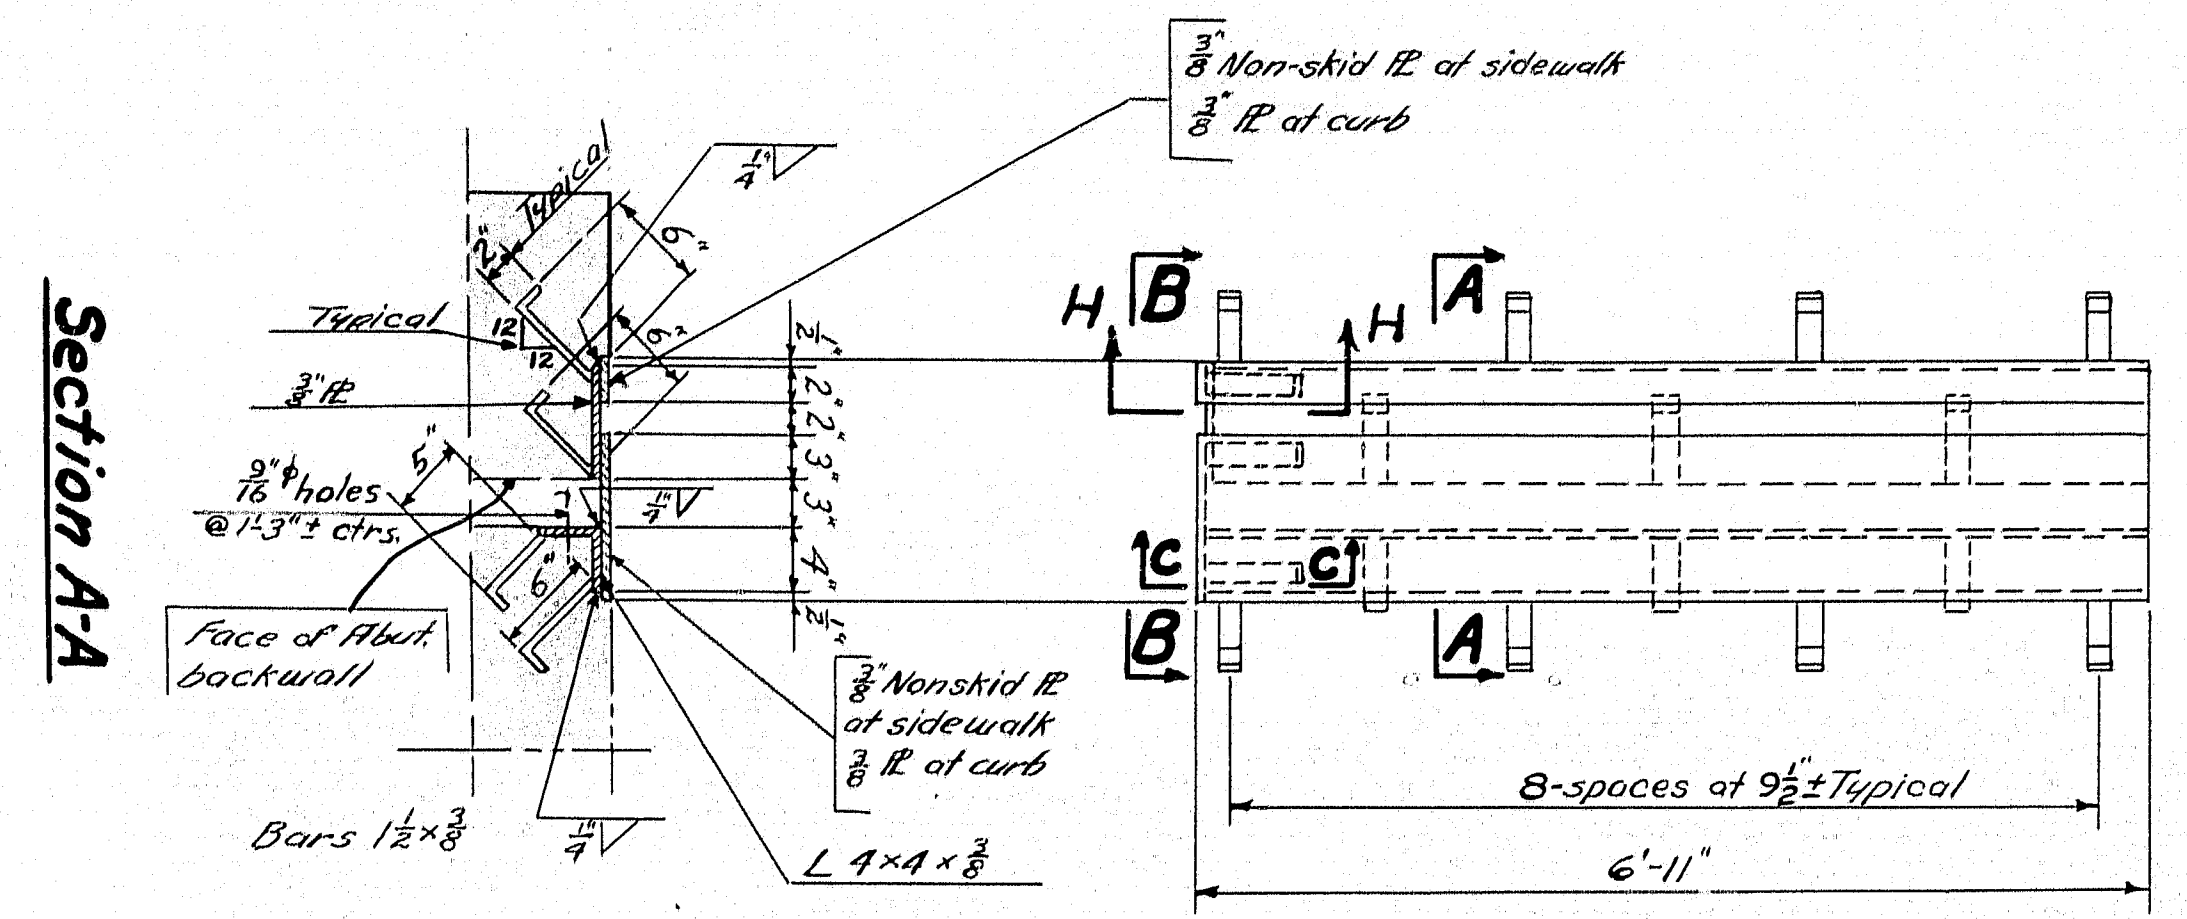 3/8" Non-skid PL at sidewalk
3/8" PL at curb
1/4"
Typical
2"
6"
6"
Typical
12
12
3/8" PL
5"
9/16" φ holes
@ 1'-3" ± ctrs.
1/4"
6"
Face of Abut.
backwall
Bars 1 1/2 × 3/8
1/4"
1/2"
2"
2"
3"
3"
4"
1/2"
3/8" Nonskid PL
at sidewalk
3/8 PL at curb
L 4×4×3/8
Section A-A
H
B
H
A
C
C
B
A
8-spaces at 9 1/2" ± Typical
6'-11"